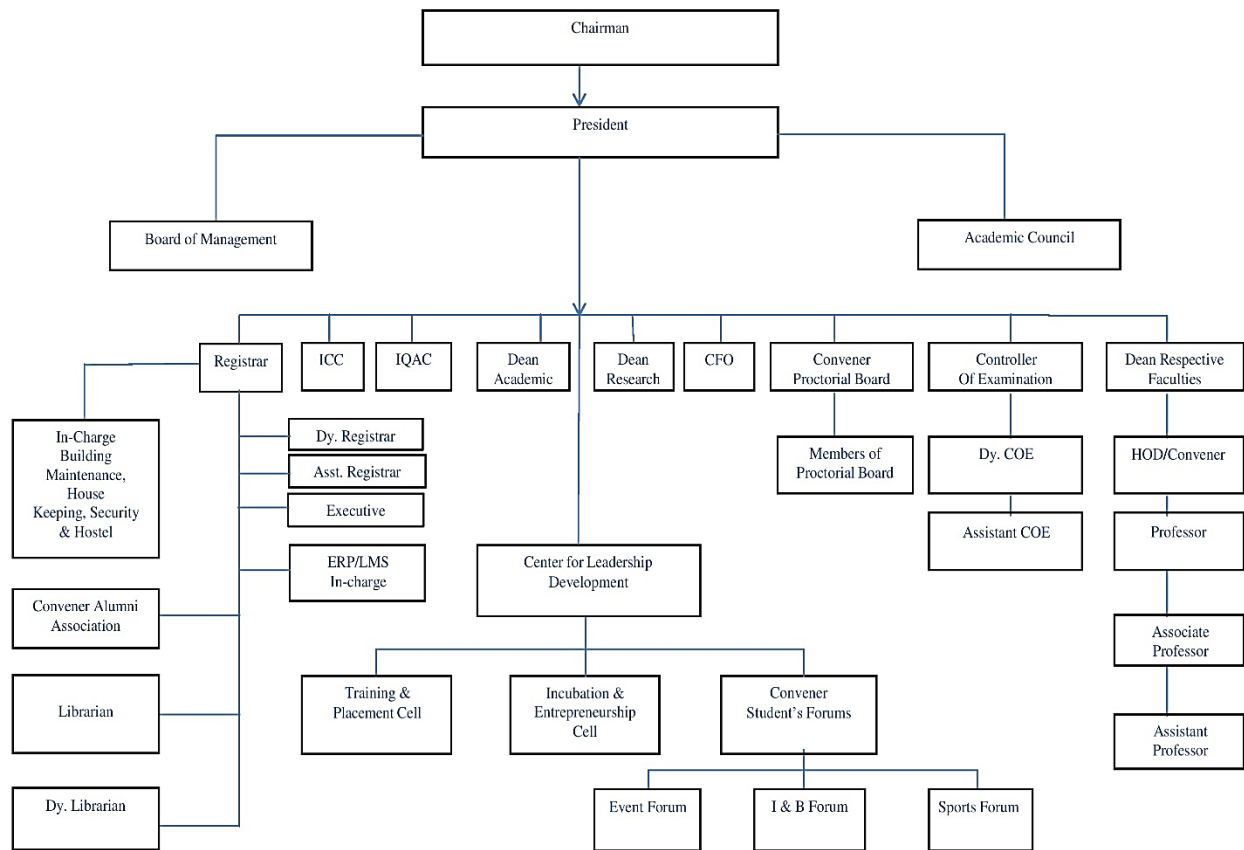 Chairman
President
Board of Management
Academic Council
Registrar
ICC
IQAC
Dean
Academic
Dean
Research
CFO
Convener
Proctorial Board
Controller
Of Examination
Dean Respective
Faculties
In-Charge
Building
Maintenance,
House
Keeping, Security
& Hostel
Dy. Registrar
Asst. Registrar
Executive
ERP/LMS
In-charge
Members of
Proctorial Board
Dy. COE
HOD/Convener
Assistant COE
Professor
Center for Leadership
Development
Convener Alumni
Association
Associate
Professor
Librarian
Training &
Placement Cell
Incubation &
Entrepreneurship
Cell
Convener
Student’s Forums
Assistant
Professor
Dy. Librarian
Event Forum
I & B Forum
Sports Forum